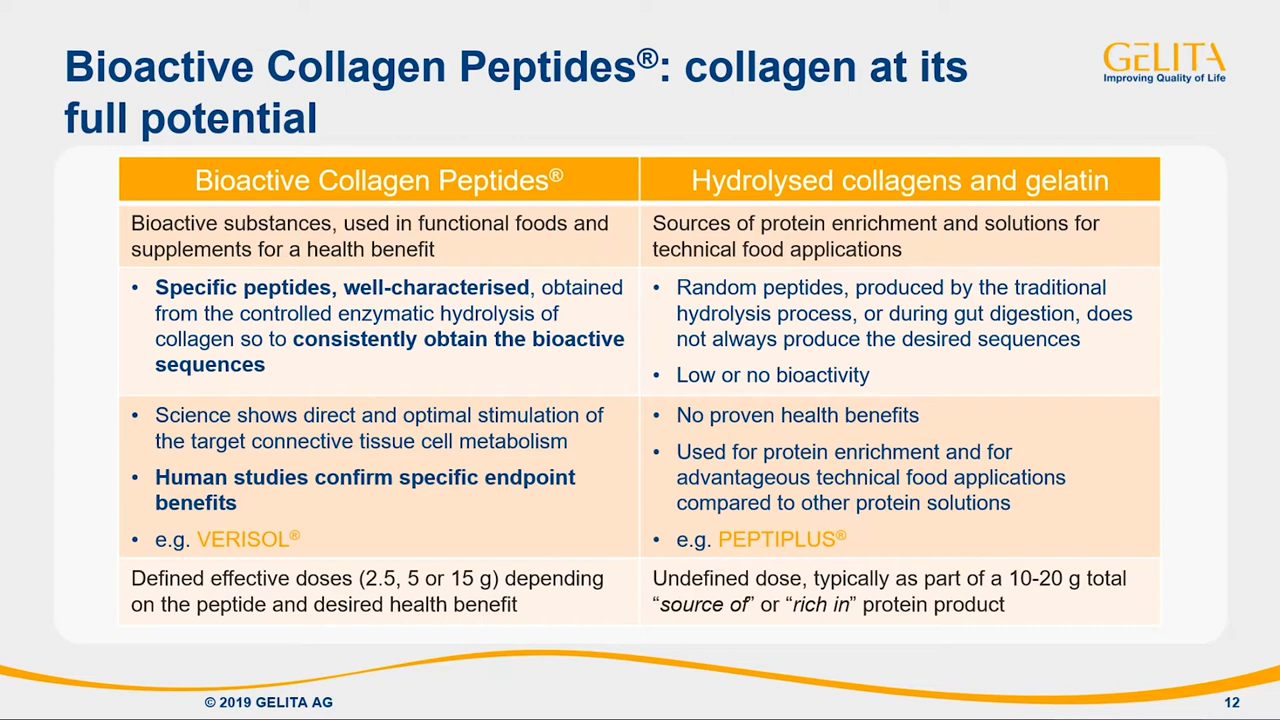 Bioactive Collagen Peptides®: collagen at its
full potential
GELITA
Improving Quality of Life
Bioactive Collagen Peptides®
Hydrolysed collagens and gelatin
Bioactive substances, used in functional foods and
supplements for a health benefit
Sources of protein enrichment and solutions for
technical food applications
• Specific peptides, well-characterised, obtained
from the controlled enzymatic hydrolysis of
collagen so to consistently obtain the bioactive
sequences
• Random peptides, produced by the traditional
hydrolysis process, or during gut digestion, does
not always produce the desired sequences
• Low or no bioactivity
• Science shows direct and optimal stimulation of
the target connective tissue cell metabolism
• Human studies confirm specific endpoint
benefits
• e.g. VERISOL®
• No proven health benefits
• Used for protein enrichment and for
advantageous technical food applications
compared to other protein solutions
• e.g. PEPTIPLUS®
Defined effective doses (2.5, 5 or 15 g) depending
on the peptide and desired health benefit
Undefined dose, typically as part of a 10-20 g total
“source of” or “rich in” protein product
© 2019 GELITA AG
12